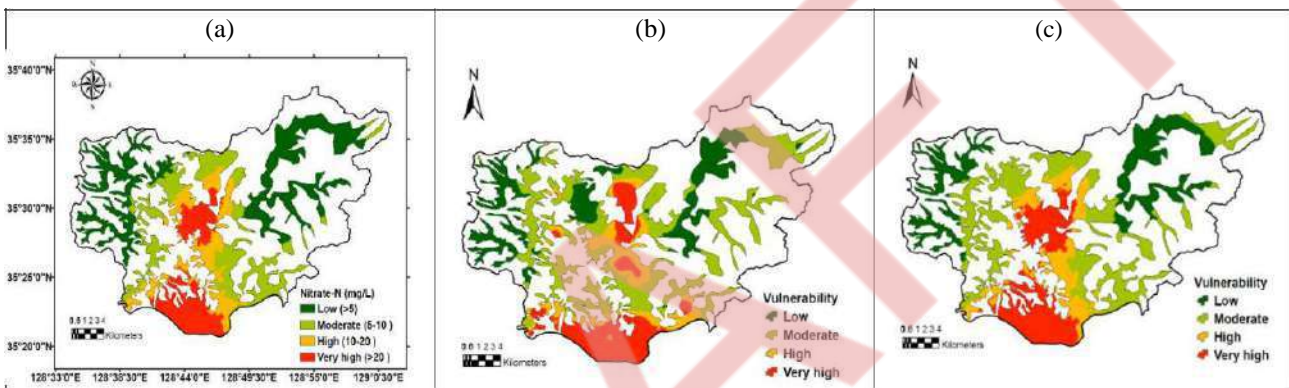 (a)
(b)
(c)
35°40'0"N
35°35'0"N
35°30'0"N
35°25'0"N
35°20'0"N
N
Nitrate-N (mg/L)
Low (>5)
Moderate (5-10 )
High (10-20 )
Very high (>20 )
Kilometers
128°33'0"E 128°38'30"E 128°44'0"E 128°49'30"E 128°55'0"E 129°0'30"E
N
Vulnerability
Low
Moderate
High
Very high
Kilometers
N
Vulnerability
Low
Moderate
High
Very high
Kilometers